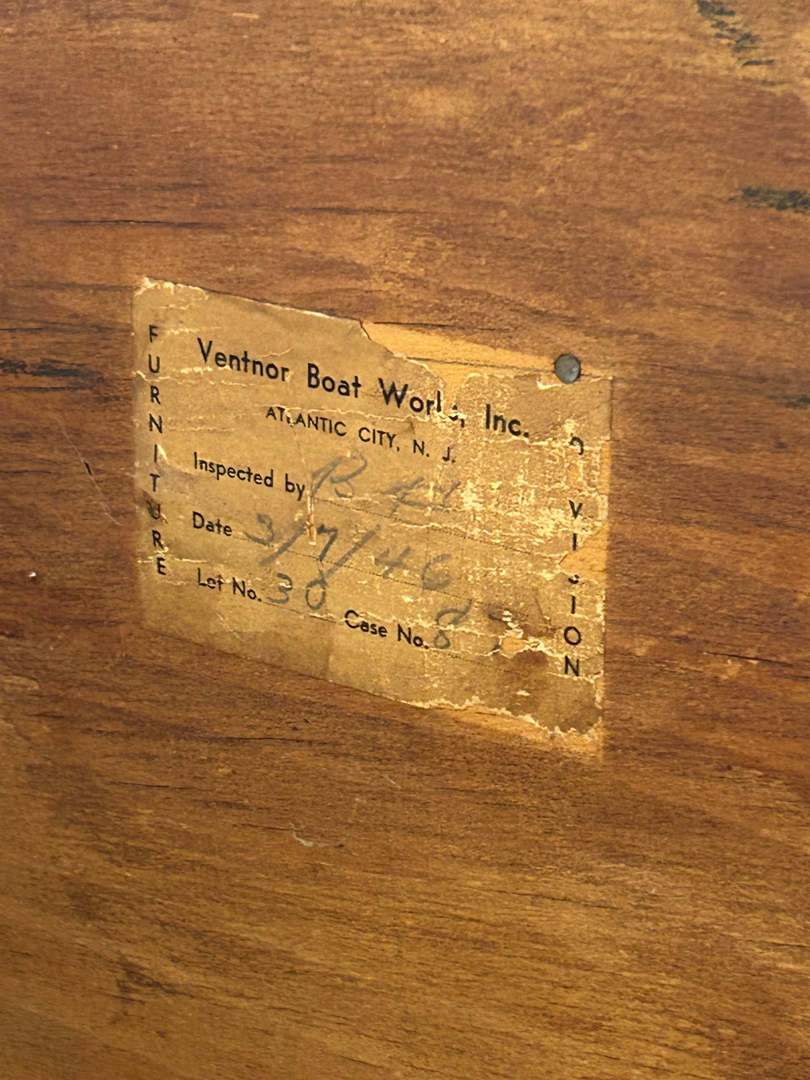 FURNITURE
Ventnor Boat Works, Inc.
ATLANTIC CITY, N. J.
Inspected by
Date 3/7/46
Lot No. 30 Case No. 8
DIVISION